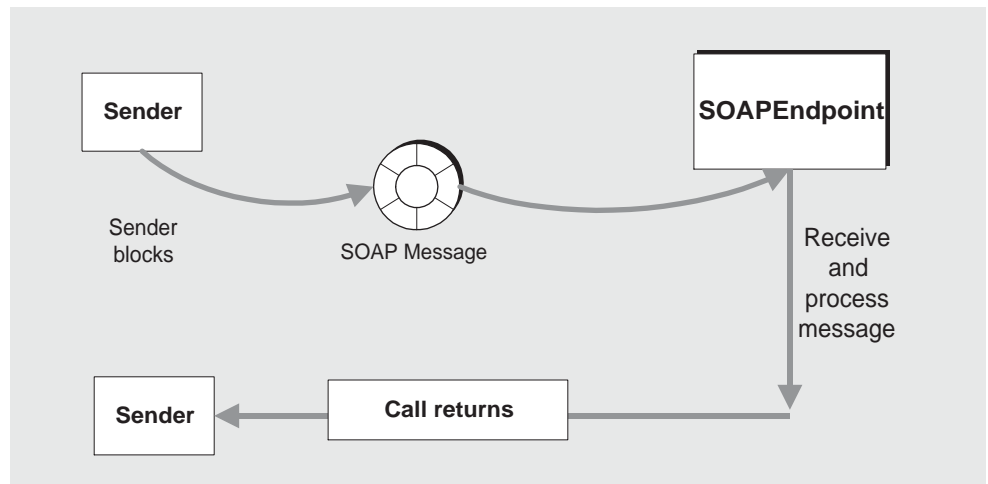 Sender
SOAPEndpoint
Sender
blocks
SOAP Message
Receive
and
process
message
Sender
Call returns